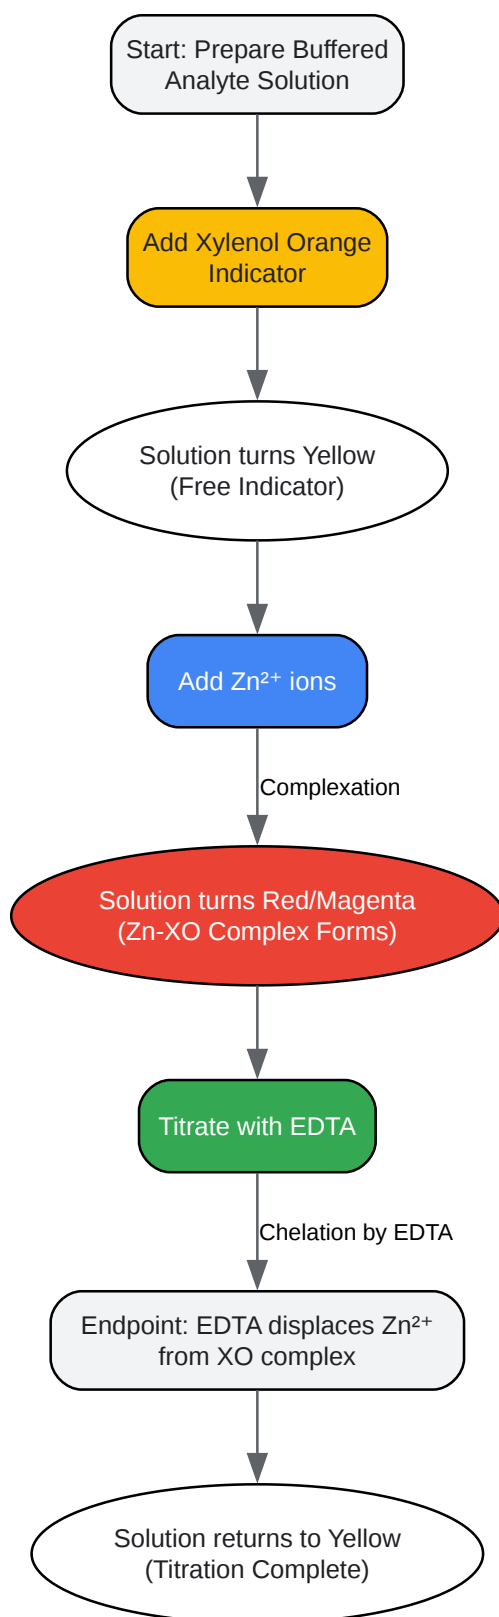 Start: Prepare Buffered
Analyte Solution
Add Xylenol Orange
Indicator
Solution turns Yellow
(Free Indicator)
Add Zn²⁺ ions
Complexation
Solution turns Red/Magenta
(Zn-XO Complex Forms)
Titrate with EDTA
Chelation by EDTA
Endpoint: EDTA displaces Zn²⁺
from XO complex
Solution returns to Yellow
(Titration Complete)